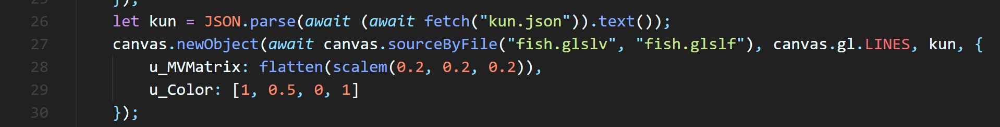 25 });
26 let kun = JSON.parse(await (await fetch("kun.json")).text());
27 canvas.newObject(await canvas.sourceByFile("fish.glslv", "fish.glslf"), canvas.gl.LINES, kun, {
28 u_MVMatrix: flatten(scalem(0.2, 0.2, 0.2)),
29 u_Color: [1, 0.5, 0, 1]
30 });